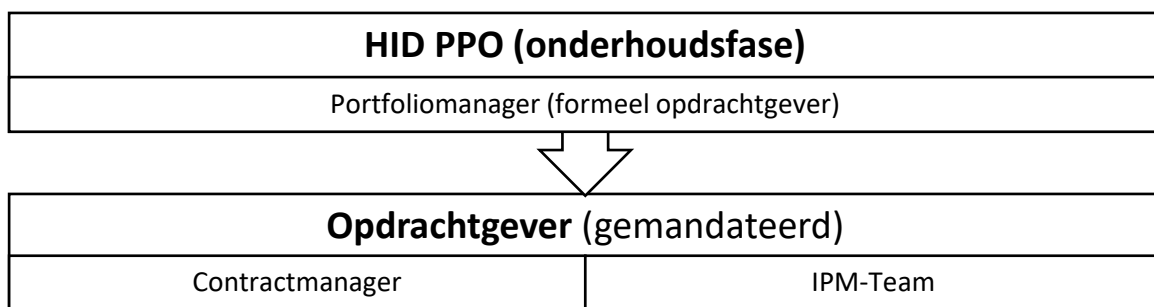 HID PPO (onderhoudsfase)
Portfoliomanager (formeel opdrachtgever)
Opdrachtgever (gemandateerd)
Contractmanager
IPM-Team